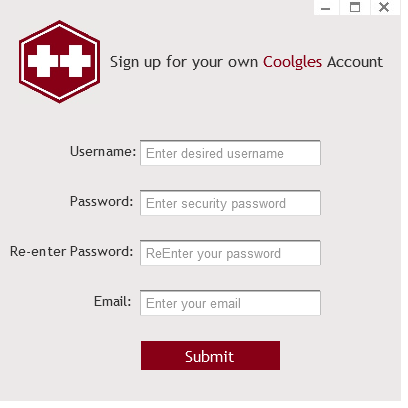 Sign up for your own Coolgles Account
Username: Enter desired username
Password: Enter security password
Re-enter Password: ReEnter your password
Email: Enter your email
Submit